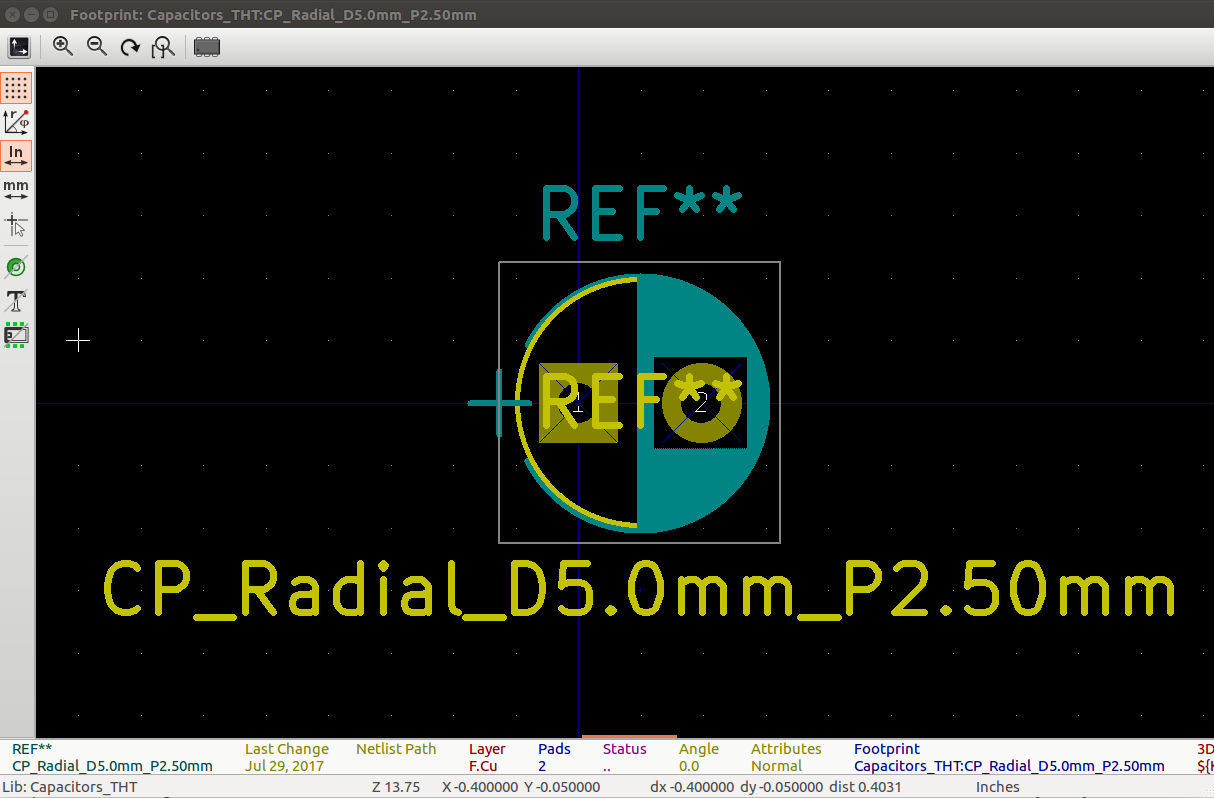 Footprint: Capacitors_THT:CP_Radial_D5.0mm_P2.50mm
r
φ
In
mm
T
REF**
1 REF** 2
CP_Radial_D5.0mm_P2.50mm
REF** Last Change Netlist Path Layer Pads Status Angle Attributes Footprint 3D
CP_Radial_D5.0mm_P2.50mm Jul 29, 2017 F.Cu 2 .. 0.0 Normal Capacitors_THT:CP_Radial_D5.0mm_P2.50mm
Lib: Capacitors_THT Z 13.75 X -0.400000 Y -0.050000 dx -0.400000 dy -0.050000 dist 0.4031 Inches